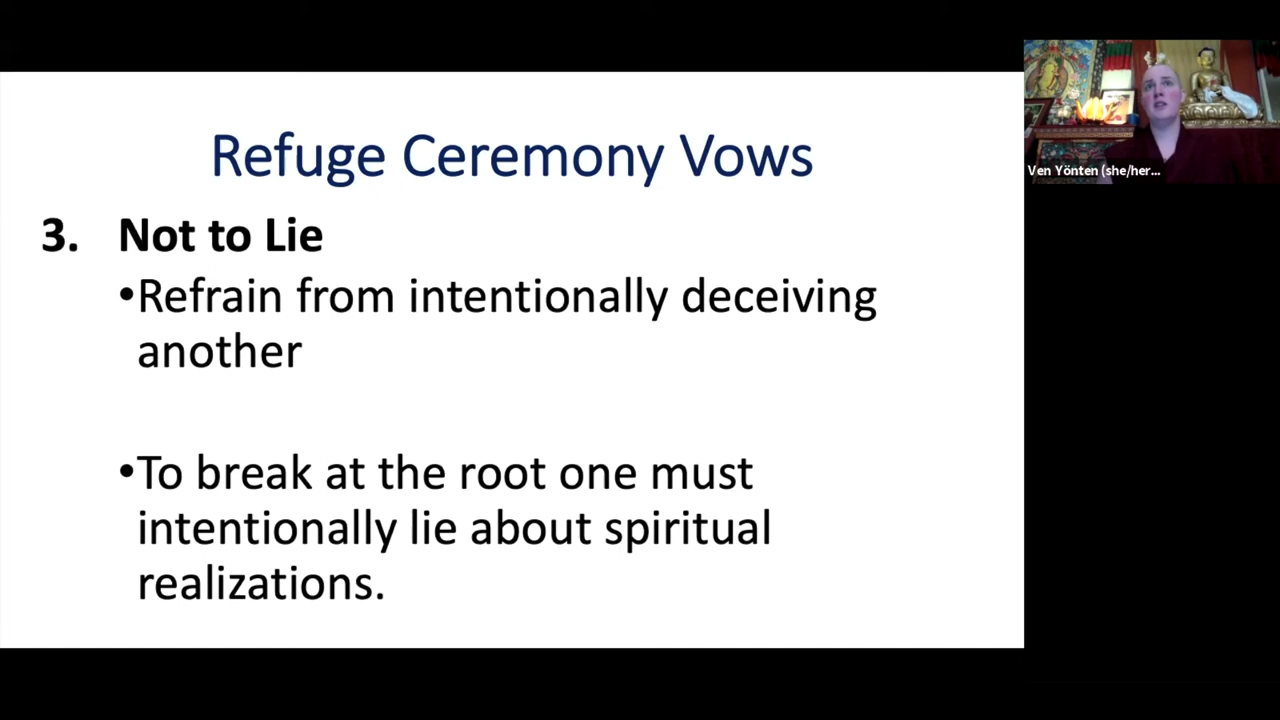 Refuge Ceremony Vows
3. Not to Lie
•Refrain from intentionally deceiving
another
•To break at the root one must
intentionally lie about spiritual
realizations.
Ven Yönten (she/her...